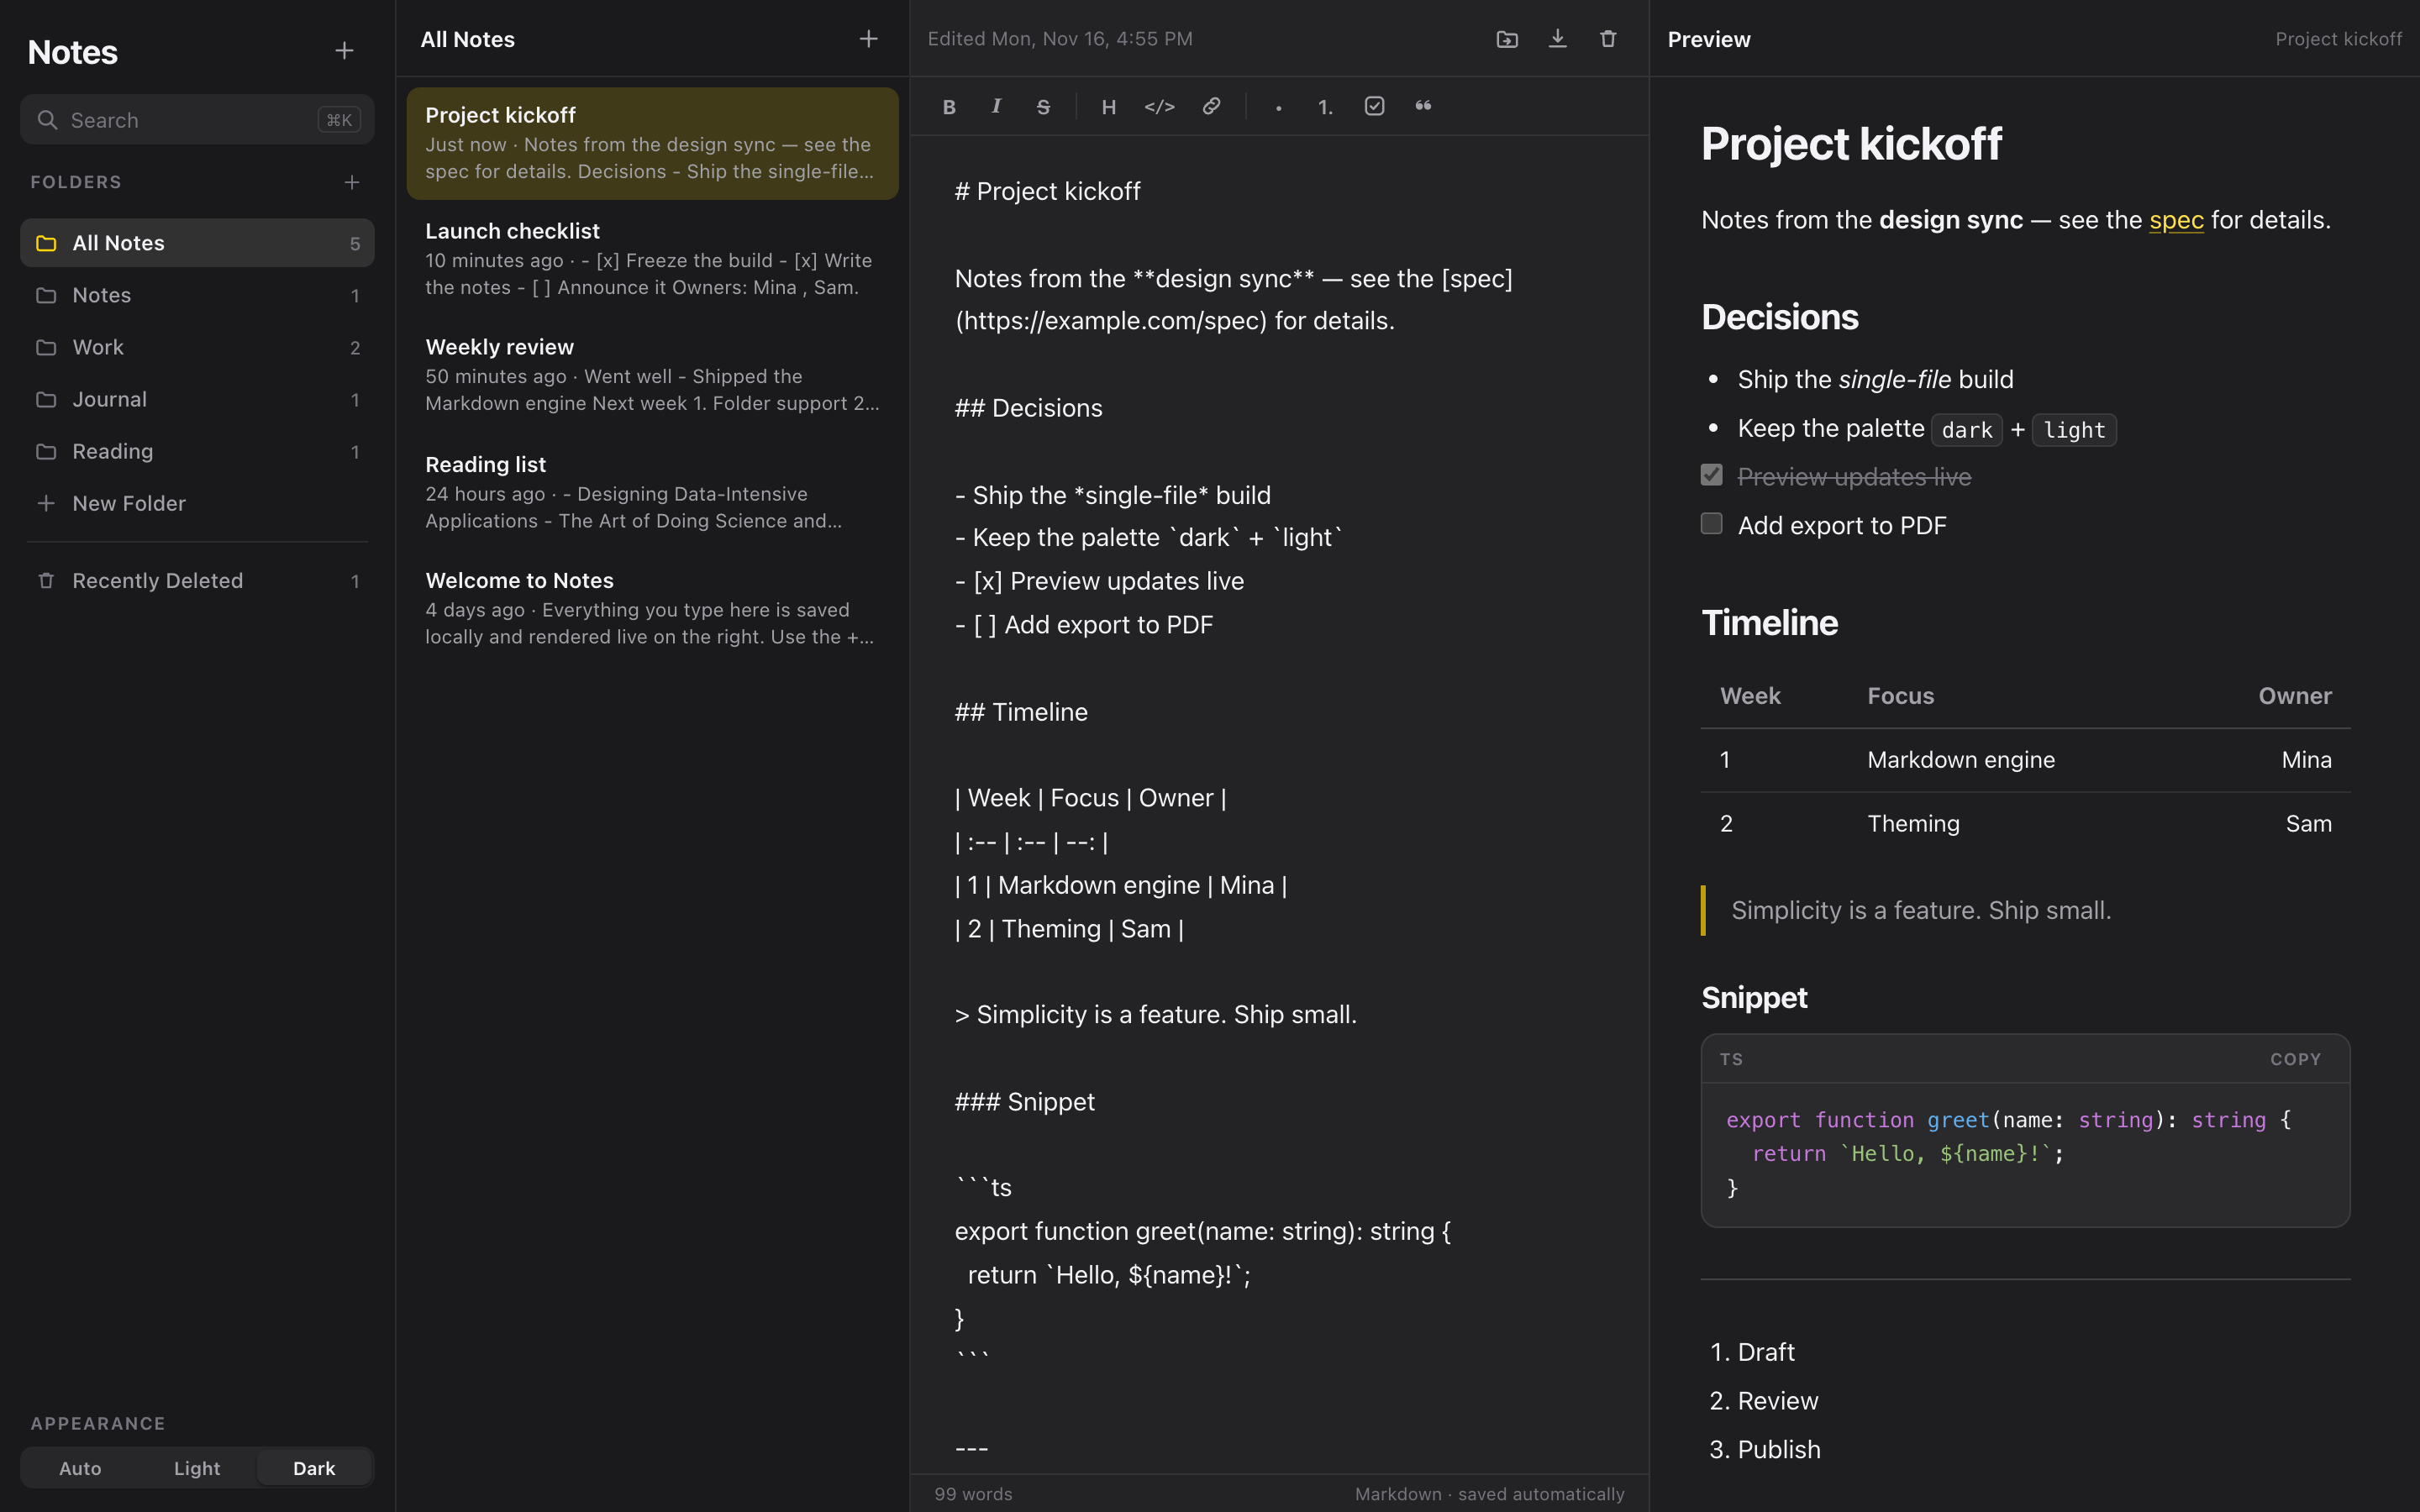 Notes
Search
⌘K
FOLDERS
All Notes 5
Notes 1
Work 2
Journal 1
Reading 1
New Folder
Recently Deleted 1
APPEARANCE
Auto Light Dark
All Notes
Project kickoff
Just now · Notes from the design sync — see the
spec for details. Decisions - Ship the single-file...
Launch checklist
10 minutes ago · - [x] Freeze the build - [x] Write
the notes - [ ] Announce it Owners: Mina , Sam.
Weekly review
50 minutes ago · Went well - Shipped the
Markdown engine Next week 1. Folder support 2...
Reading list
24 hours ago · - Designing Data-Intensive
Applications - The Art of Doing Science and...
Welcome to Notes
4 days ago · Everything you type here is saved
locally and rendered live on the right. Use the +...
Edited Mon, Nov 16, 4:55 PM
B I S H </> 1. “
# Project kickoff
Notes from the **design sync** — see the [spec]
(https://example.com/spec) for details.
## Decisions
- Ship the *single-file* build
- Keep the palette `dark` + `light`
- [x] Preview updates live
- [ ] Add export to PDF
## Timeline
| Week | Focus | Owner |
| :-- | :-- | --: |
| 1 | Markdown engine | Mina |
| 2 | Theming | Sam |
> Simplicity is a feature. Ship small.
### Snippet
```ts
export function greet(name: string): string {
  return `Hello, ${name}!`;
}
```
---
99 words
Markdown · saved automatically
Preview
Project kickoff
Project kickoff
Notes from the design sync — see the spec for details.
Decisions
• Ship the single-file build
• Keep the palette dark + light
Preview updates live
Add export to PDF
Timeline
Week Focus Owner
1 Markdown engine Mina
2 Theming Sam
Simplicity is a feature. Ship small.
Snippet
TS COPY
export function greet(name: string): string {
  return `Hello, ${name}!`;
}
1. Draft
2. Review
3. Publish